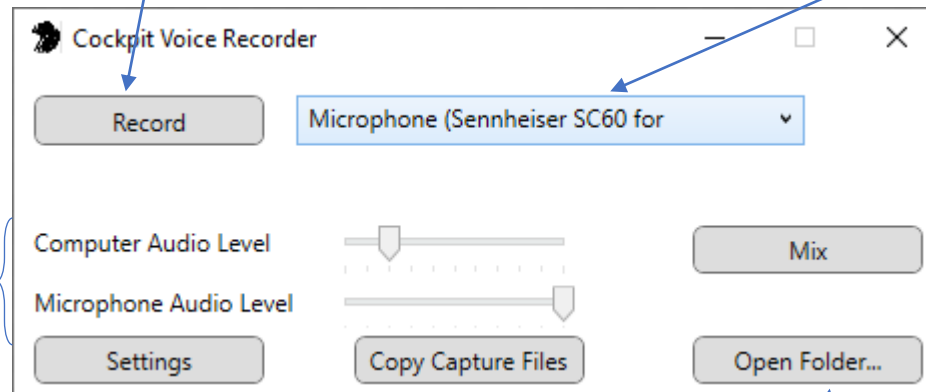 Cockpit Voice Recorder
Record
Microphone (Sennheiser SC60 for
Computer Audio Level
Mix
Microphone Audio Level
Settings
Copy Capture Files
Open Folder...